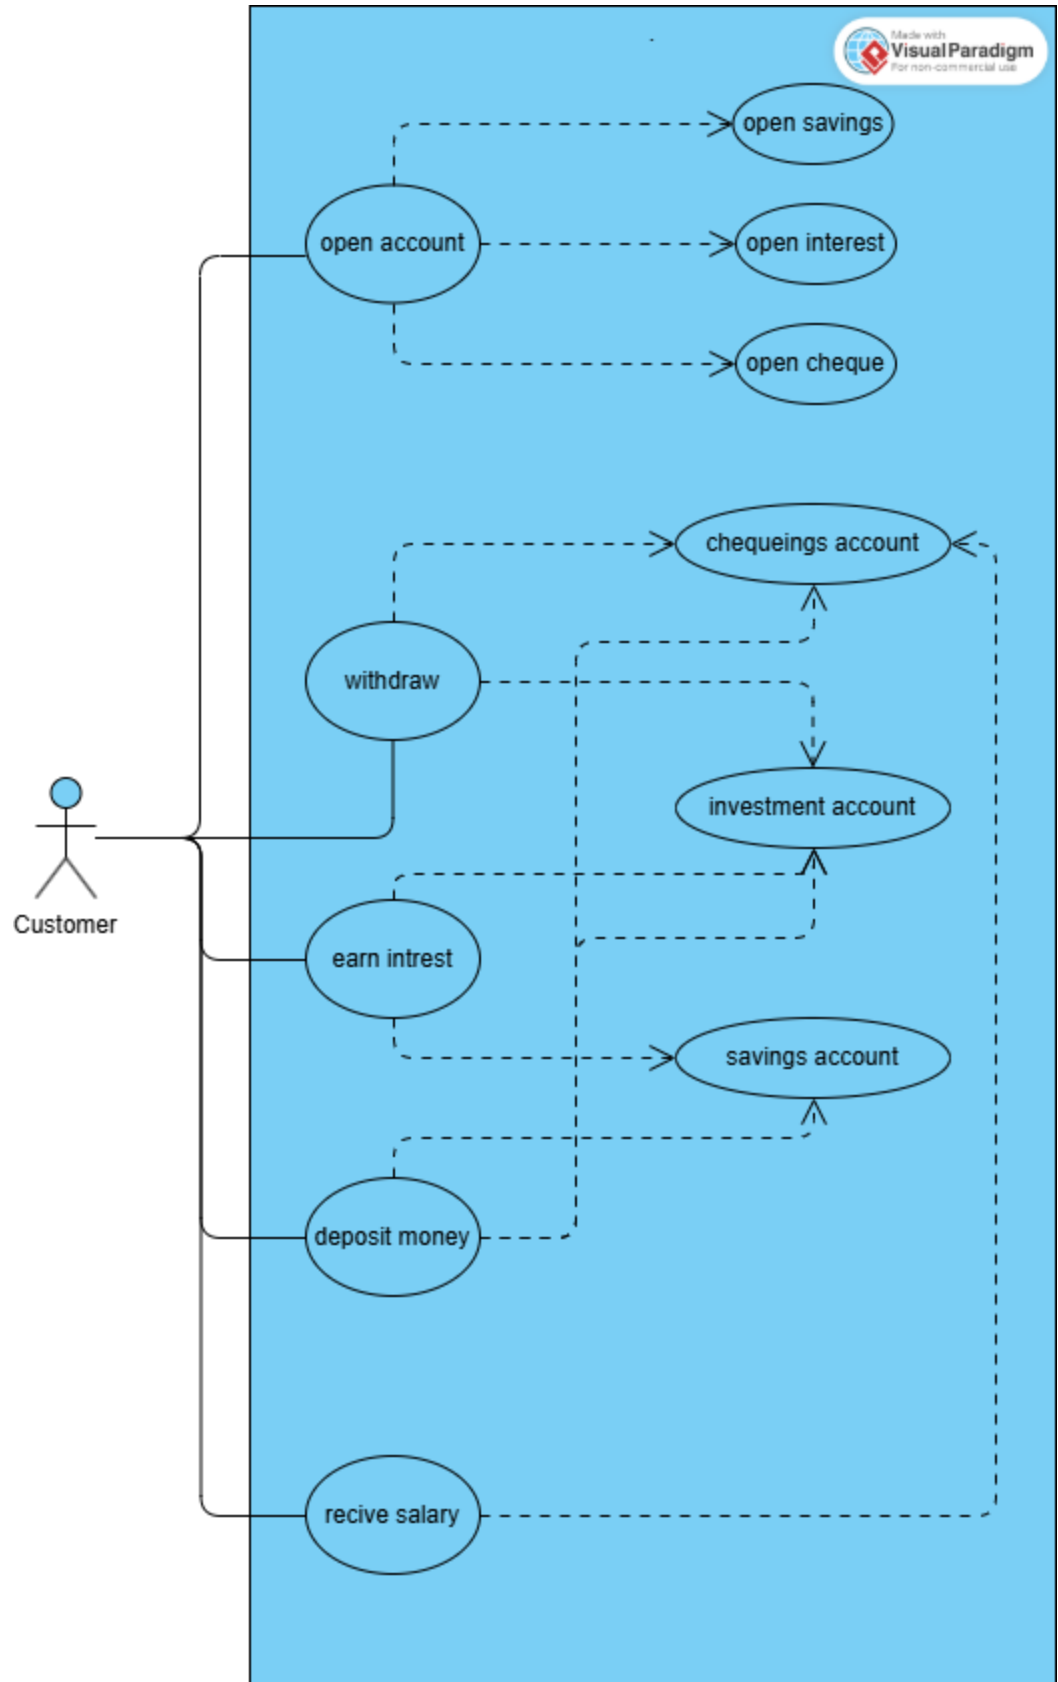 Made with
Visual Paradigm
For non-commercial use
open savings
open account
open interest
open cheque
chequeings account
withdraw
investment account
Customer
earn intrest
savings account
deposit money
recive salary